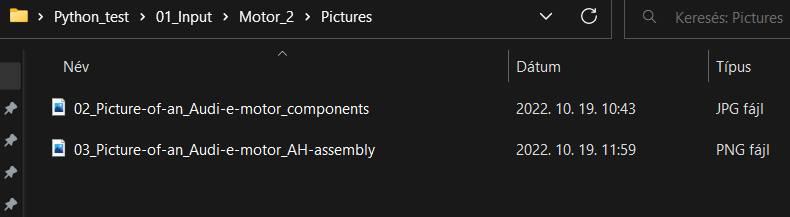 Python_test > 01_Input > Motor_2 > Pictures
Keresés: Pictures
Név Dátum Típus
02_Picture-of-an_Audi-e-motor_components 2022. 10. 19. 10:43 JPG fájl
03_Picture-of-an_Audi-e-motor_AH-assembly 2022. 10. 19. 11:59 PNG fájl